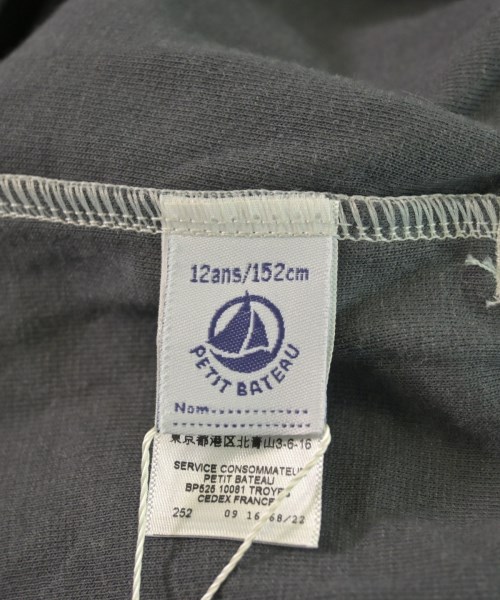 12ans/152cm
PETIT BATEAU
Nom
東京都港区北青山3-6-16
SERVICE CONSOMMATEUR
PETIT BATEAU
BP525 10081 TROYES
CEDEX FRANCE
252 09 16 68/22